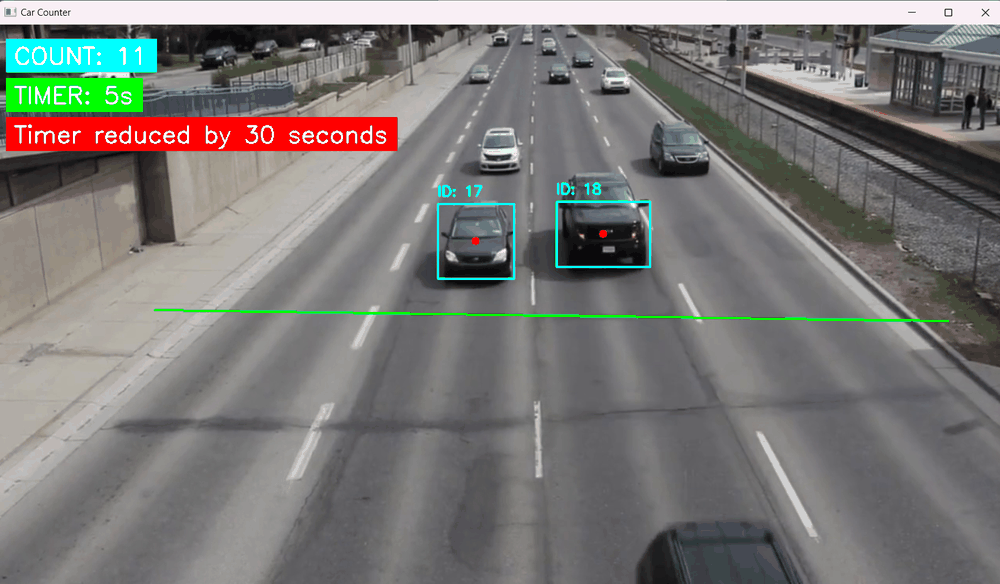 Car Counter
COUNT: 11
TIMER: 5s
Timer reduced by 30 seconds
ID: 17
ID: 18